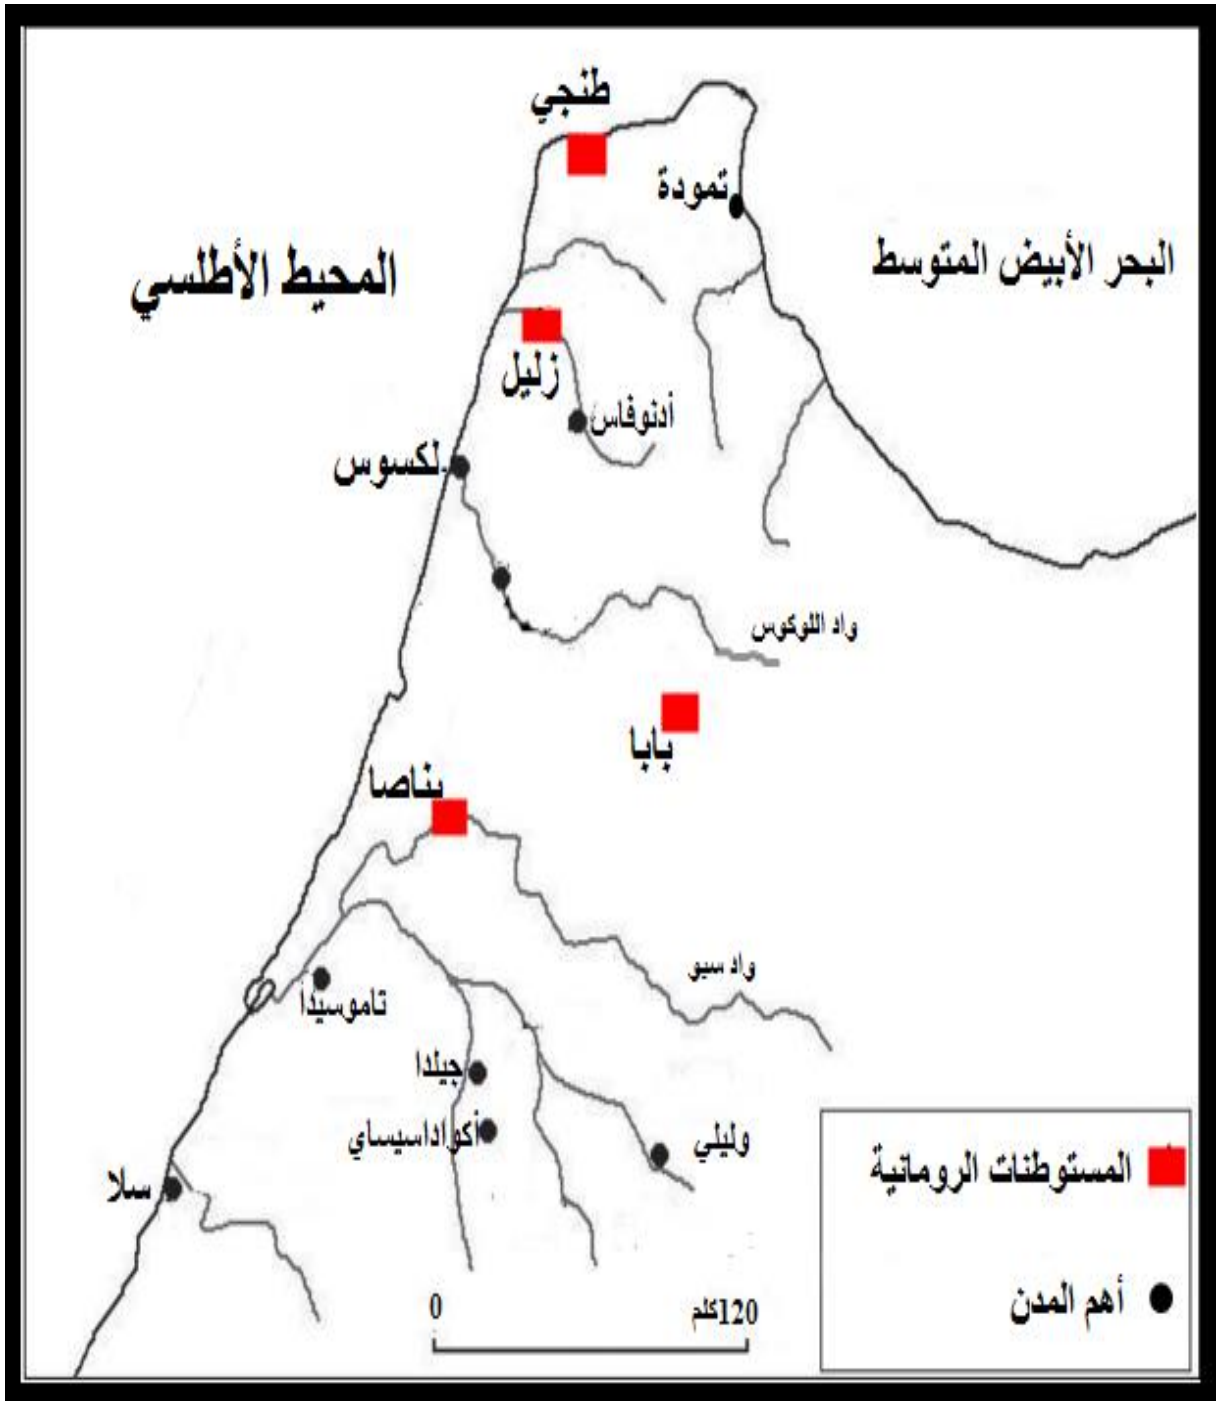 طنجي
تمودة
البحر الأبيض المتوسط
المحيط الأطلسي
زليل
أدنوفاس
لكسوس
واد اللوكوس
بابا
بناصا
واد سبو
تاموسيدا
جيلدا
أكواداسيساي
وليلي
سلا
المستوطنات الرومانية
أهم المدن
0
120كلم